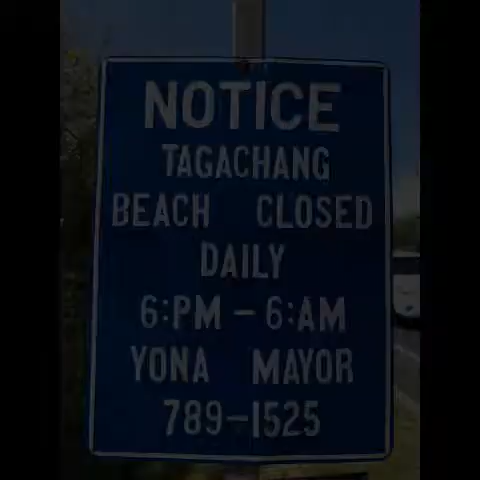 NOTICE
TAGACHANG
BEACH CLOSED
DAILY
6:PM - 6:AM
YONA MAYOR
789-1525